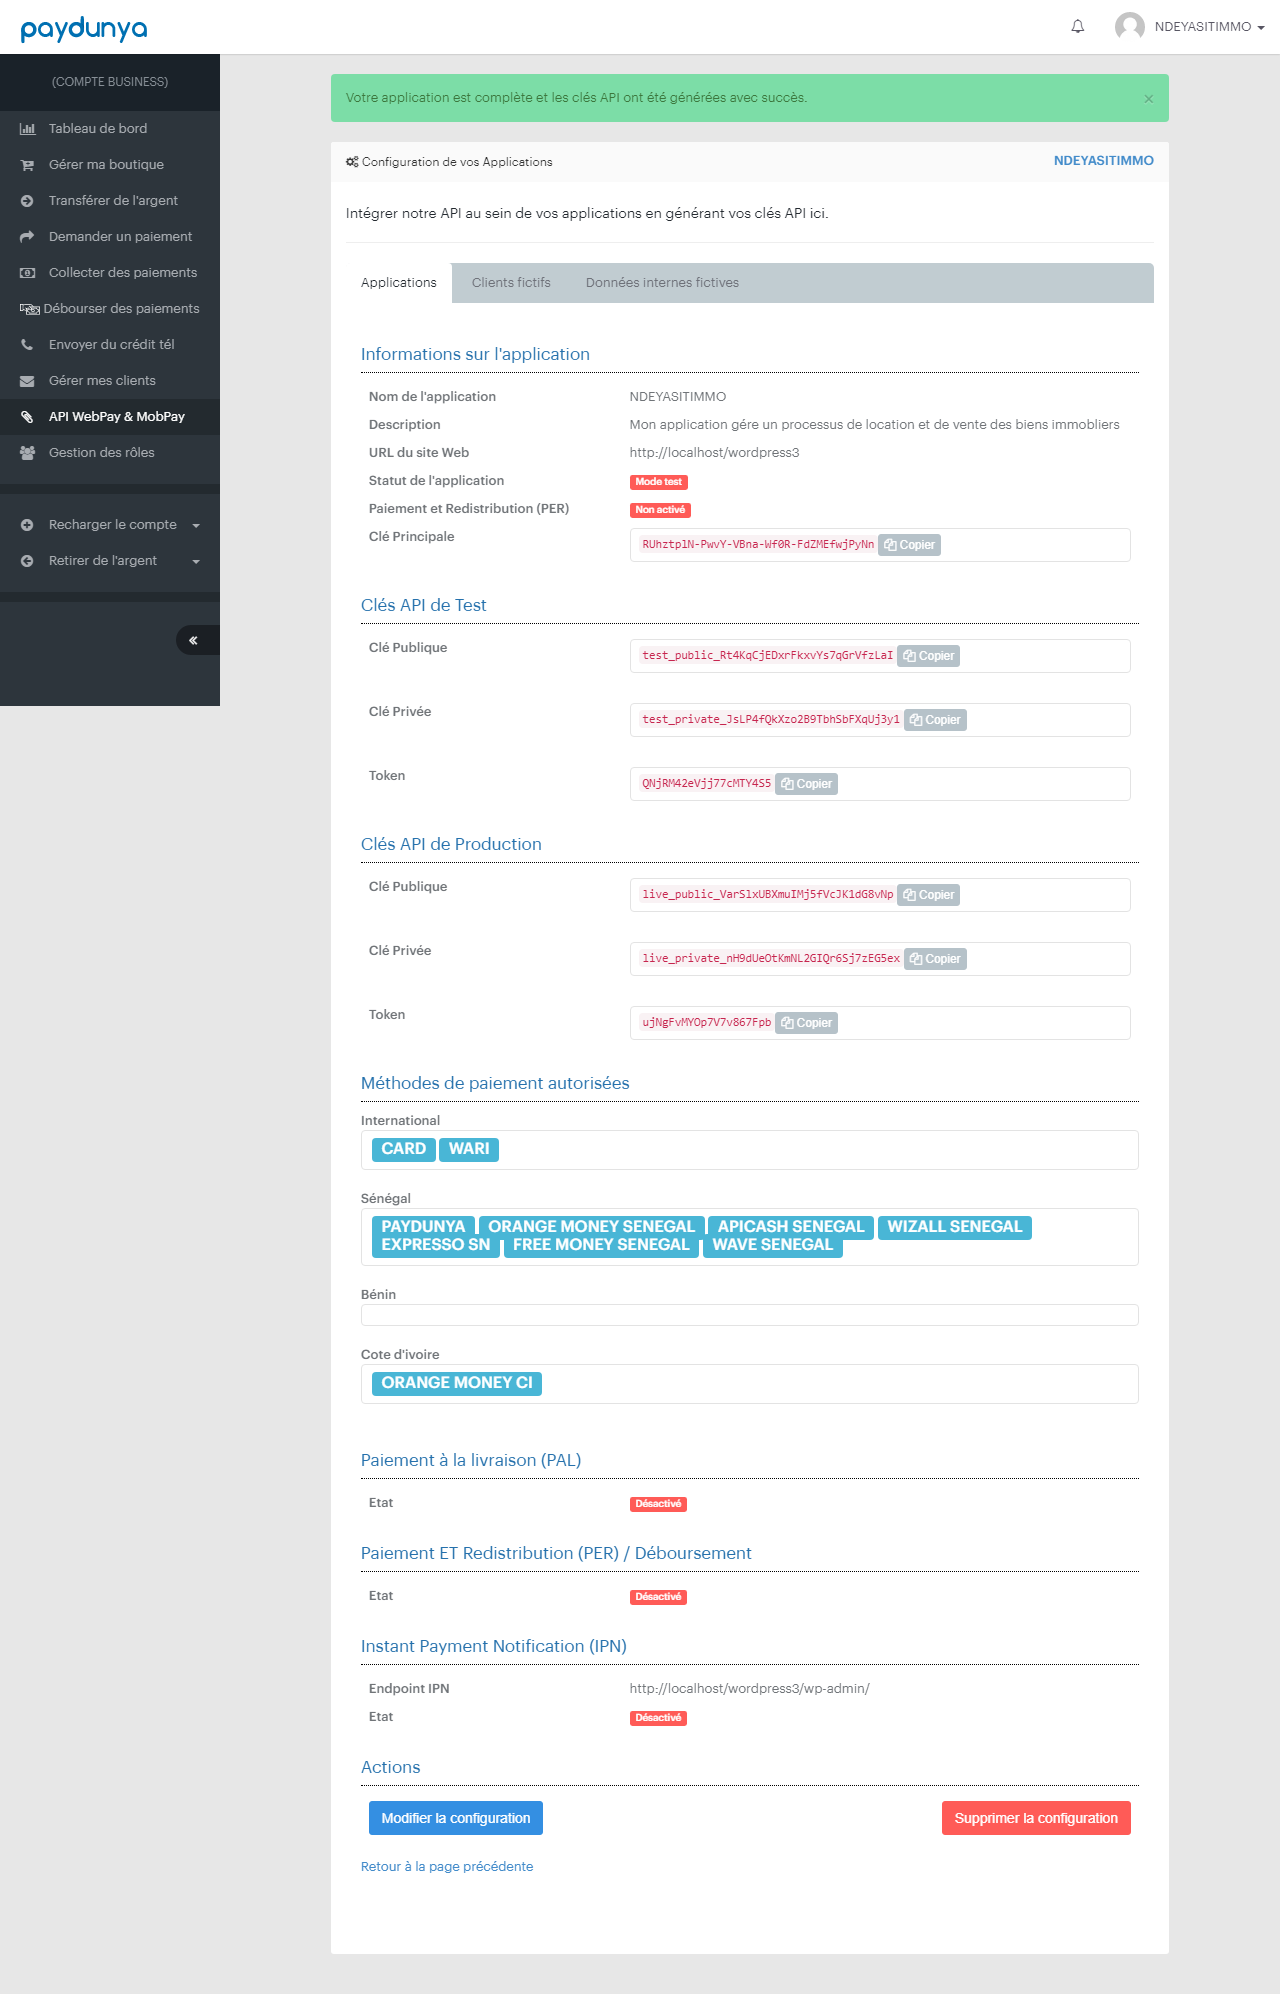 paydunya
NDEYASITIMMO
(COMPTE BUSINESS)
Tableau de bord
Gérer ma boutique
Transférer de l'argent
Demander un paiement
Collecter des paiements
Débourser des paiements
Envoyer du crédit tél
Gérer mes clients
API WebPay & MobPay
Gestion des rôles
Recharger le compte
Retirer de l'argent
Votre application est complète et les clés API ont été générées avec succès. ×
Configuration de vos Applications NDEYASITIMMO
Intégrer notre API au sein de vos applications en générant vos clés API ici.
Applications Clients fictifs Données internes fictives
Informations sur l'application
Nom de l'application NDEYASITIMMO
Description Mon application gére un processus de location et de vente des biens immobliers
URL du site Web http://localhost/wordpress3
Statut de l'application Mode test
Paiement et Redistribution (PER) Non activé
Clé Principale RUhztplN-PwvY-VBna-Wf0R-FdZMEfwjPyNn Copier
Clés API de Test
Clé Publique test_public_Rt4KqCjEDxrFkxvYs7qGrVfzLaI Copier
Clé Privée test_private_JsLP4fQkXzo2B9TbhSbFXqUj3y1 Copier
Token QNjRM42eVjj77cMTY4S5 Copier
Clés API de Production
Clé Publique live_public_VarSlxUBXmuIMj5fVcJK1dG8vNp Copier
Clé Privée live_private_nH9dUeOtKmNL2GIQr6Sj7zEG5ex Copier
Token ujNgFvMYOp7V7v867Fpb Copier
Méthodes de paiement autorisées
International
CARD WARI
Sénégal
PAYDUNYA ORANGE MONEY SENEGAL APICASH SENEGAL WIZALL SENEGAL
EXPRESSO SN FREE MONEY SENEGAL WAVE SENEGAL
Bénin
Cote d'ivoire
ORANGE MONEY CI
Paiement à la livraison (PAL)
Etat Désactivé
Paiement ET Redistribution (PER) / Déboursement
Etat Désactivé
Instant Payment Notification (IPN)
Endpoint IPN http://localhost/wordpress3/wp-admin/
Etat Désactivé
Actions
Modifier la configuration Supprimer la configuration
Retour à la page précédente